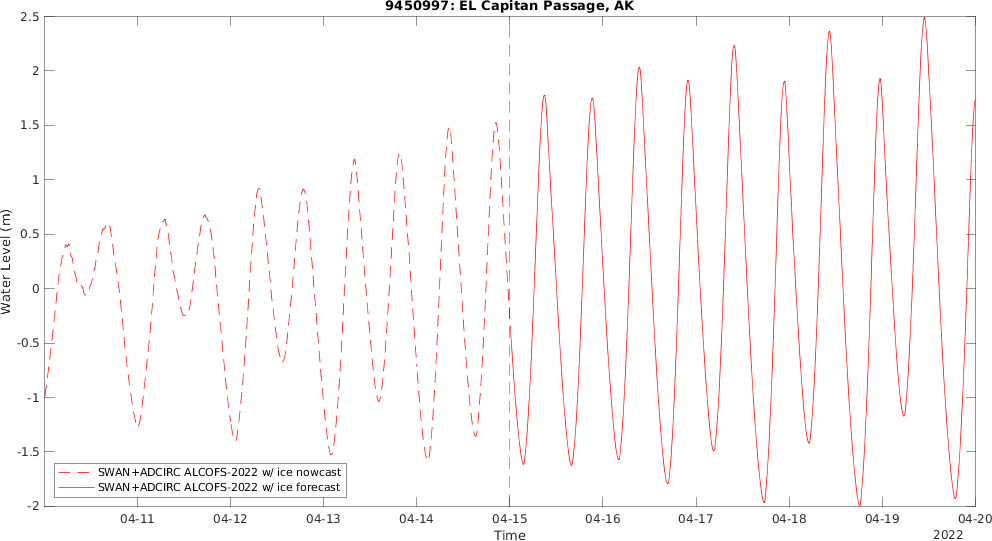 9450997: EL Capitan Passage, AK
2.5
2
1.5
1
0.5
0
-0.5
-1
-1.5
-2
Water Level (m)
SWAN+ADCIRC ALCOFS-2022 w/ ice nowcast
SWAN+ADCIRC ALCOFS-2022 w/ ice forecast
04-11 04-12 04-13 04-14 04-15 04-16 04-17 04-18 04-19 04-20
Time
2022